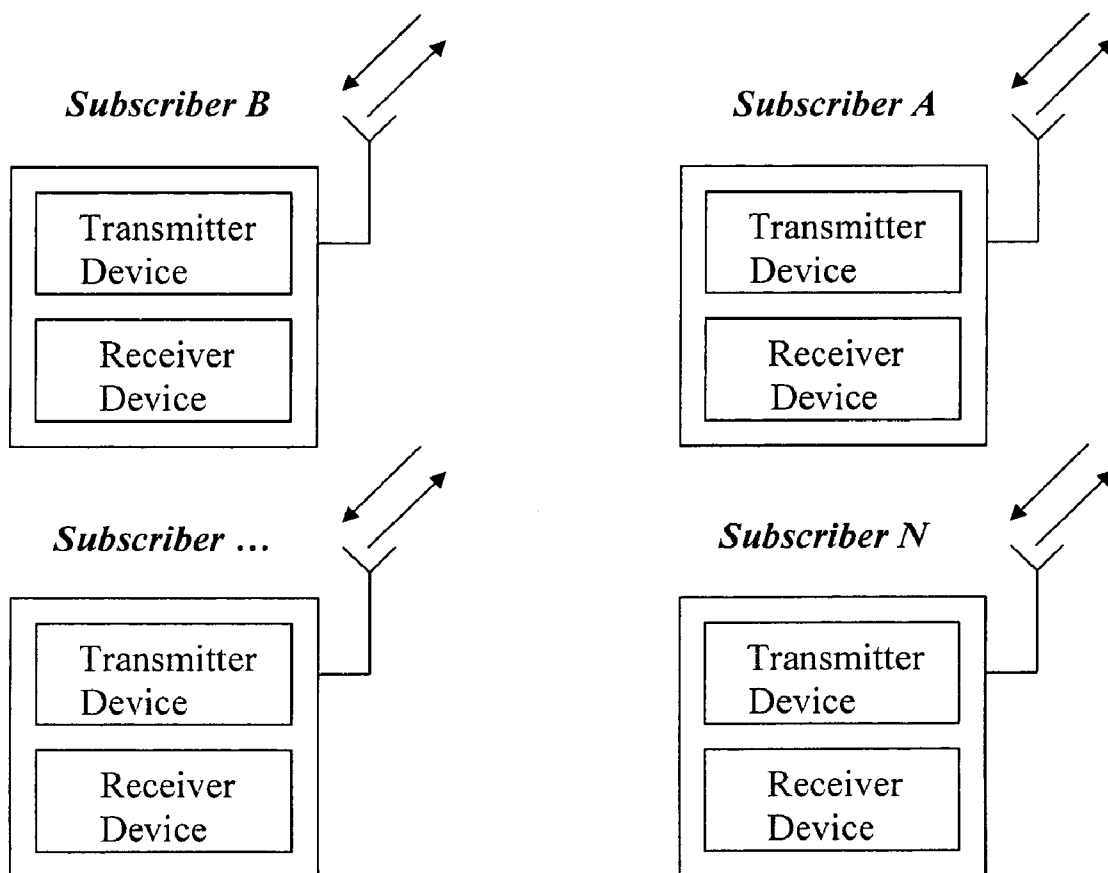 Subscriber B
Transmitter
Device
Receiver
Device
Subscriber A
Transmitter
Device
Receiver
Device
Subscriber ...
Transmitter
Device
Receiver
Device
Subscriber N
Transmitter
Device
Receiver
Device